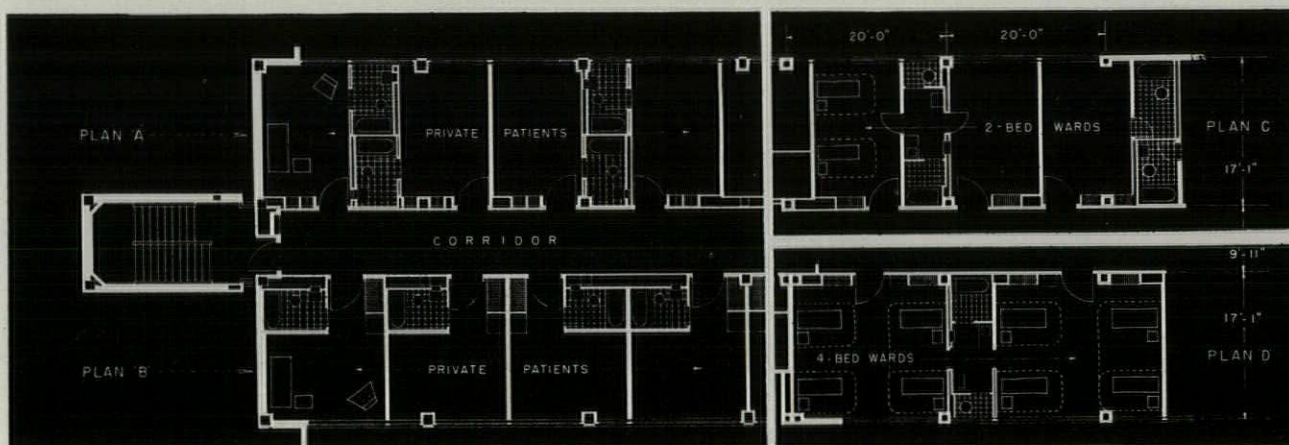 PLAN A
PRIVATE PATIENTS
CORRIDOR
PLAN B
PRIVATE PATIENTS
20'-0" 20'-0"
2-BED WARDS
PLAN C
17'-1"
9'-11"
17'-1"
4-BED WARDS
PLAN D